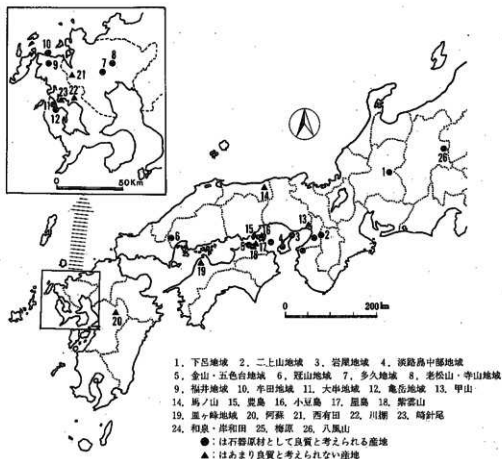 10
9
8
7
21
23
22
11
12
0 50Km
1
26
14
13
15
16
6
3
2
17
5
18
19
20
0 200km
1. 下呂地域 2. 二上山地域 3. 岩屋地域 4. 淡路島中部地域
5. 金山・五色台地域 6. 冠山地域 7. 多久地域 8. 老松山・寺山地域
9. 福井地域 10. 牟田地域 11. 大串地域 12. 亀岳地域 13. 甲山
14. 馬ノ山 15. 豊島 16. 小豆島 17. 屋島 18. 紫雲山
19. 皿ヶ峰地域 20. 阿蘇 21. 西有田 22. 川棚 23. 崎針尾
24. 和泉・岸和田 25. 梅原 26. 八風山
●:は石器原材として良質と考えられる産地
▲:はあまり良質と考えられない産地